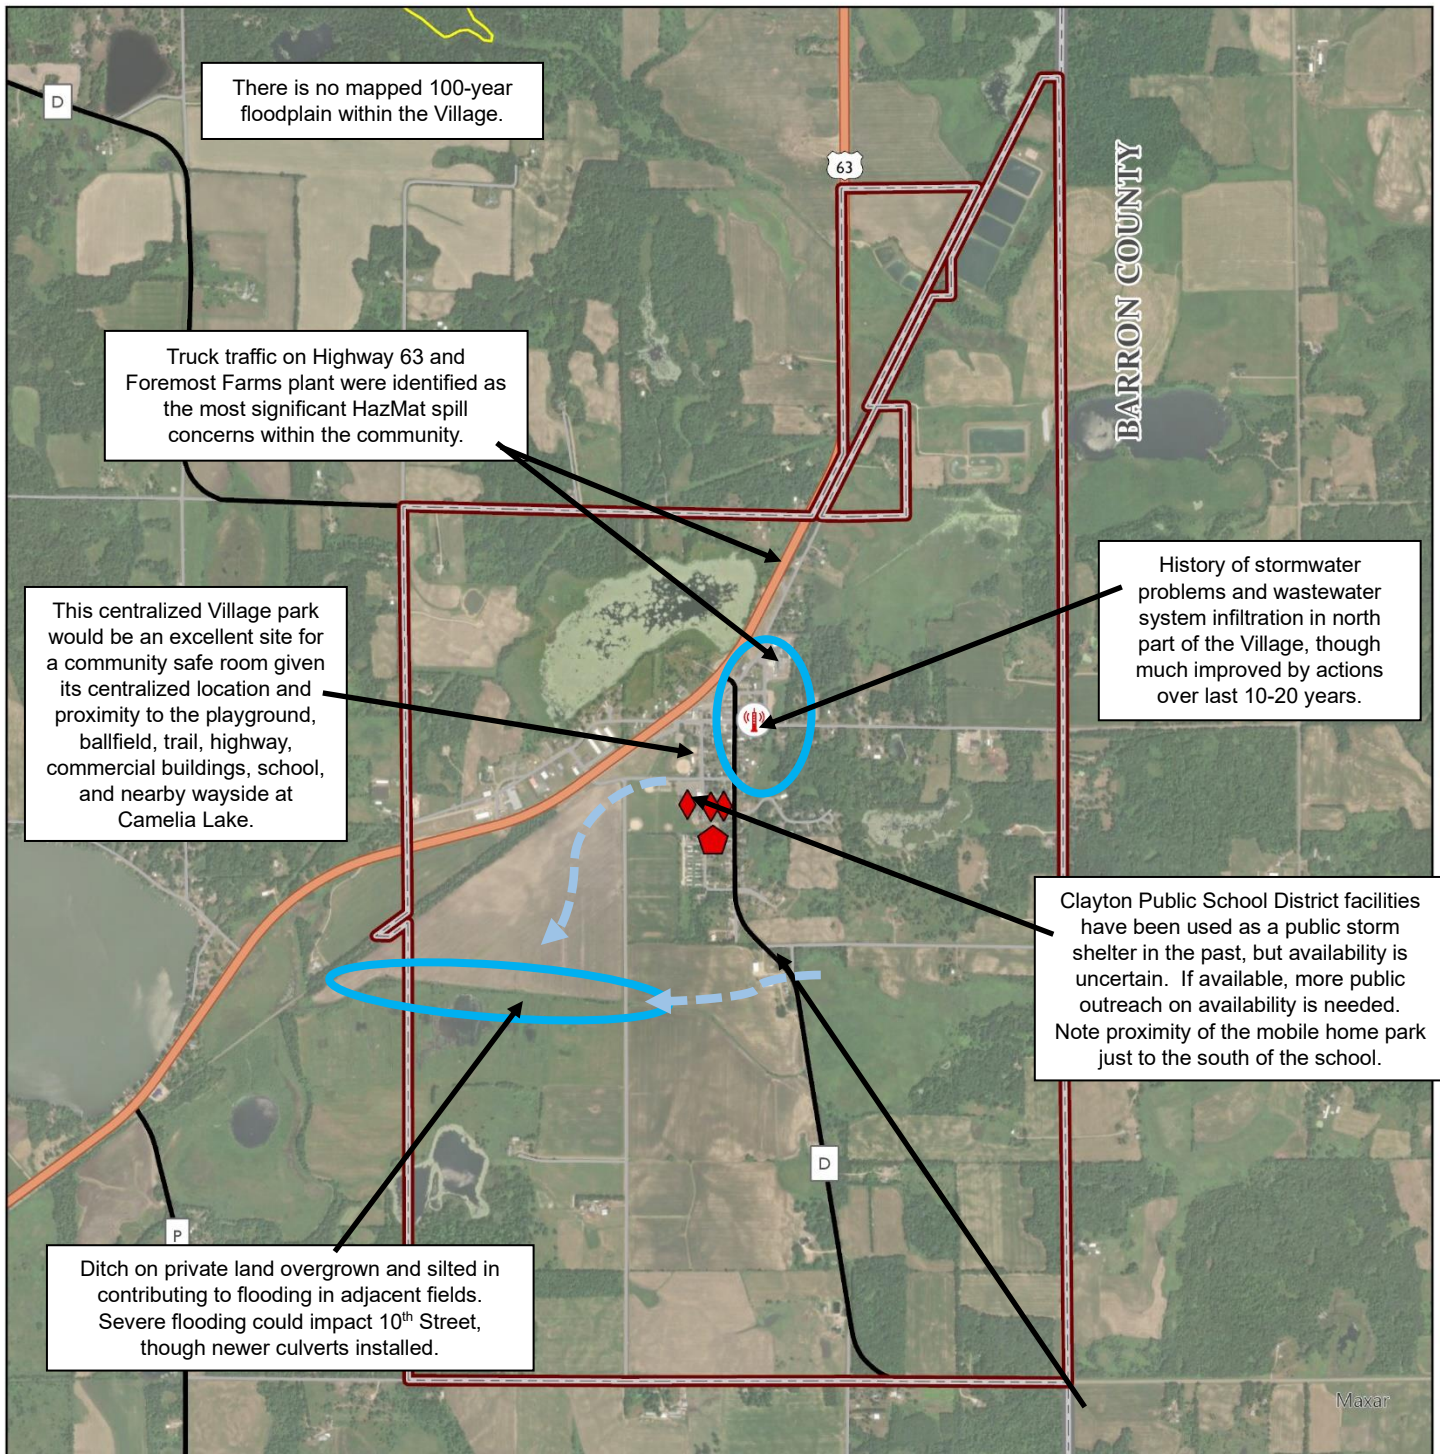 There is no mapped 100-year
floodplain within the Village.
D
63
BARRON COUNTY
Truck traffic on Highway 63 and
Foremost Farms plant were identified as
the most significant HazMat spill
concerns within the community.
History of stormwater
problems and wastewater
system infiltration in north
part of the Village, though
much improved by actions
over last 10-20 years.
This centralized Village park
would be an excellent site for
a community safe room given
its centralized location and
proximity to the playground,
ballfield, trail, highway,
commercial buildings, school,
and nearby wayside at
Camelia Lake.
Clayton Public School District facilities
have been used as a public storm
shelter in the past, but availability is
uncertain.  If available, more public
outreach on availability is needed.
Note proximity of the mobile home park
just to the south of the school.
D
P
Ditch on private land overgrown and silted in
contributing to flooding in adjacent fields.
Severe flooding could impact 10th Street,
though newer culverts installed.
Maxar